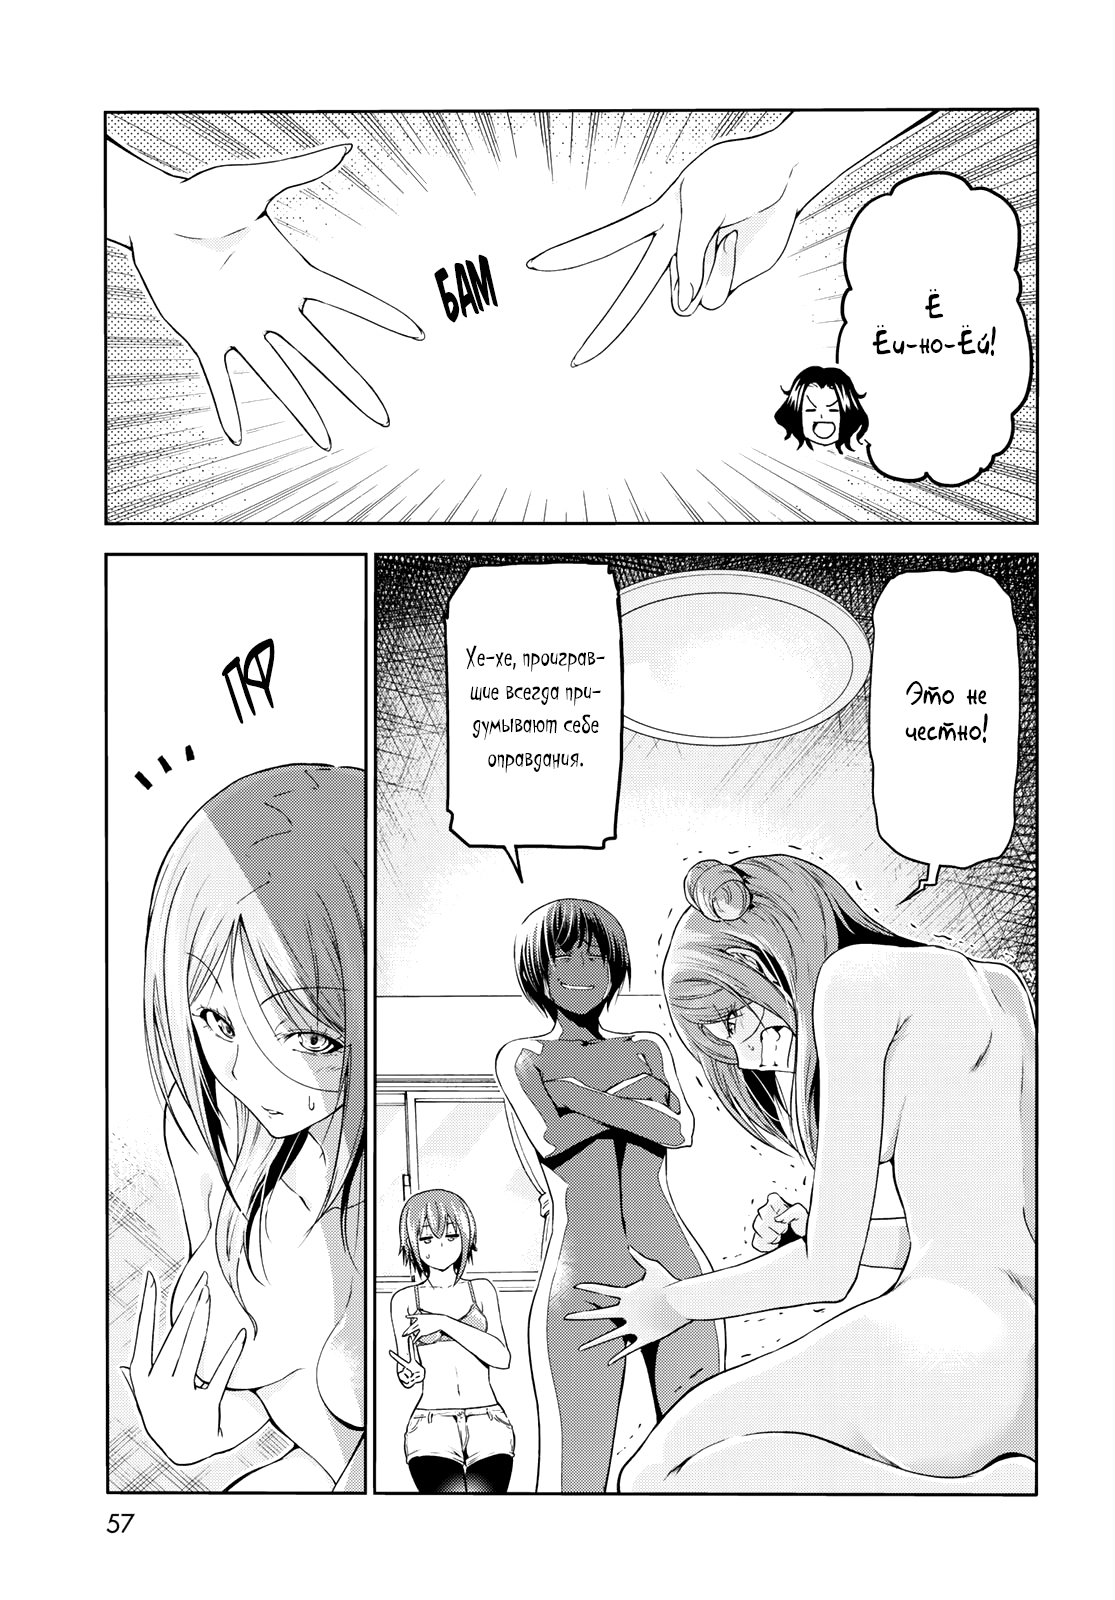 Ё
Ёи-но-Ёй!
БАМ
Это не
честно!
Хе-хе, проиграв-
шие всегда при-
думывают себе
оправдания.
ПФ
57